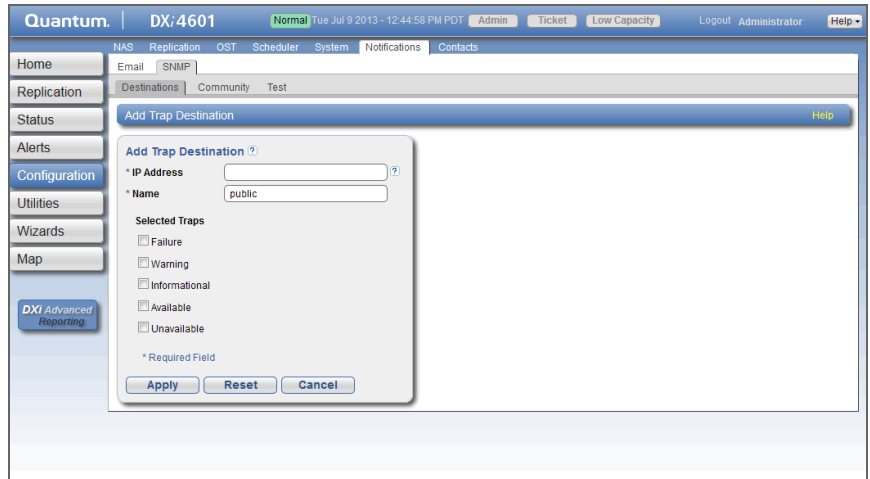 Quantum. DXi4601 Normal Tue Jul 9 2013 - 12:44:58 PM PDT Admin Ticket Low Capacity Logout Administrator Help
NAS Replication OST Scheduler System Notifications Contacts
Home
Replication
Status
Alerts
Configuration
Utilities
Wizards
Map
DXi Advanced
Reporting
Email SNMP
Destinations Community Test
Add Trap Destination Help
Add Trap Destination ?
* IP Address ?
* Name public
Selected Traps
Failure
Warning
Informational
Available
Unavailable
* Required Field
Apply Reset Cancel